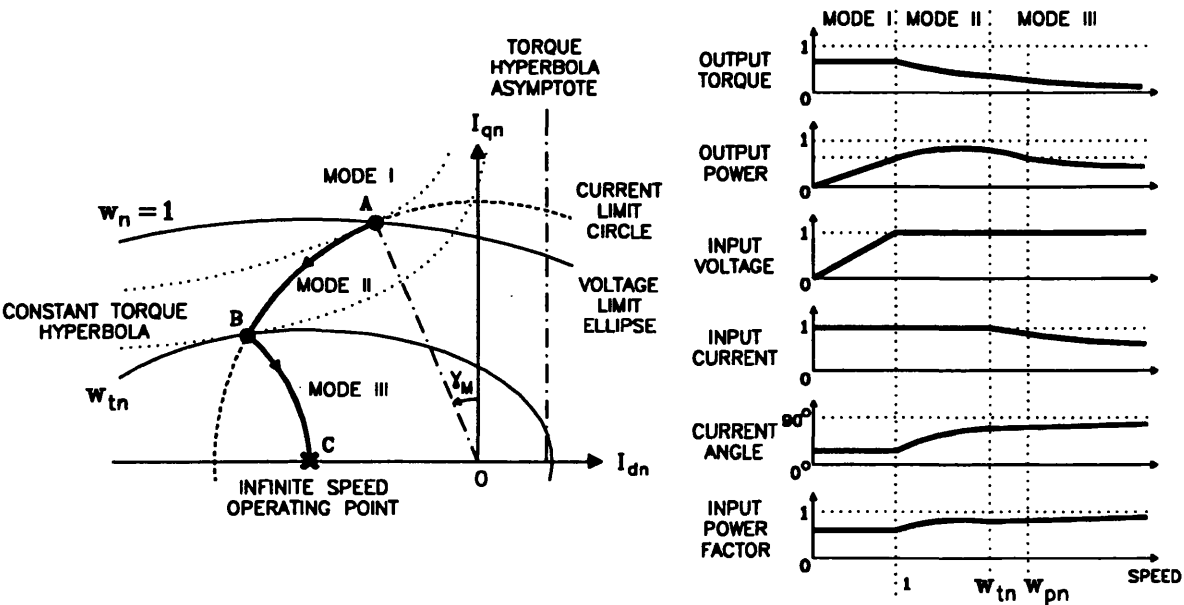 TORQUE
HYPERBOLA
ASYMPTOTE
I_qn
MODE I
A
w_n = 1
CURRENT
LIMIT
CIRCLE
MODE II
VOLTAGE
LIMIT
ELLIPSE
CONSTANT TORQUE
HYPERBOLA
B
MODE III
w_tn
γ_M
C
I_dn
0
INFINITE SPEED
OPERATING POINT
MODE I MODE II MODE III
OUTPUT
TORQUE
1
0
OUTPUT
POWER
1
0
INPUT
VOLTAGE
1
0
INPUT
CURRENT
1
0
CURRENT
ANGLE
90°
0°
INPUT
POWER
FACTOR
1
0
1
w_tn w_pn
SPEED